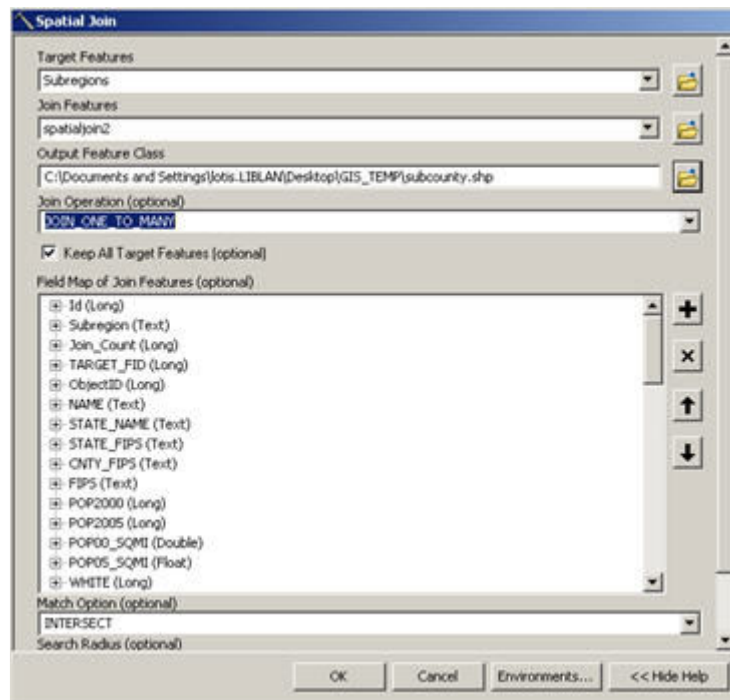 Spatial Join
Target Features
Subregions
Join Features
spatialjoin2
Output Feature Class
C:\Documents and Settings\lotis.LIBLAN\Desktop\GIS_TEMP\subcounty.shp
Join Operation (optional)
JOIN_ONE_TO_MANY
Keep All Target Features (optional)
Field Map of Join Features (optional)
Id (Long)
Subregion (Text)
Join_Count (Long)
TARGET_FID (Long)
ObjectID (Long)
NAME (Text)
STATE_NAME (Text)
STATE_FIPS (Text)
CNTY_FIPS (Text)
FIPS (Text)
POP2000 (Long)
POP2005 (Long)
POP00_SQMI (Double)
POP05_SQMI (Float)
WHITE (Long)
Match Option (optional)
INTERSECT
Search Radius (optional)
OK Cancel Environments... << Hide Help